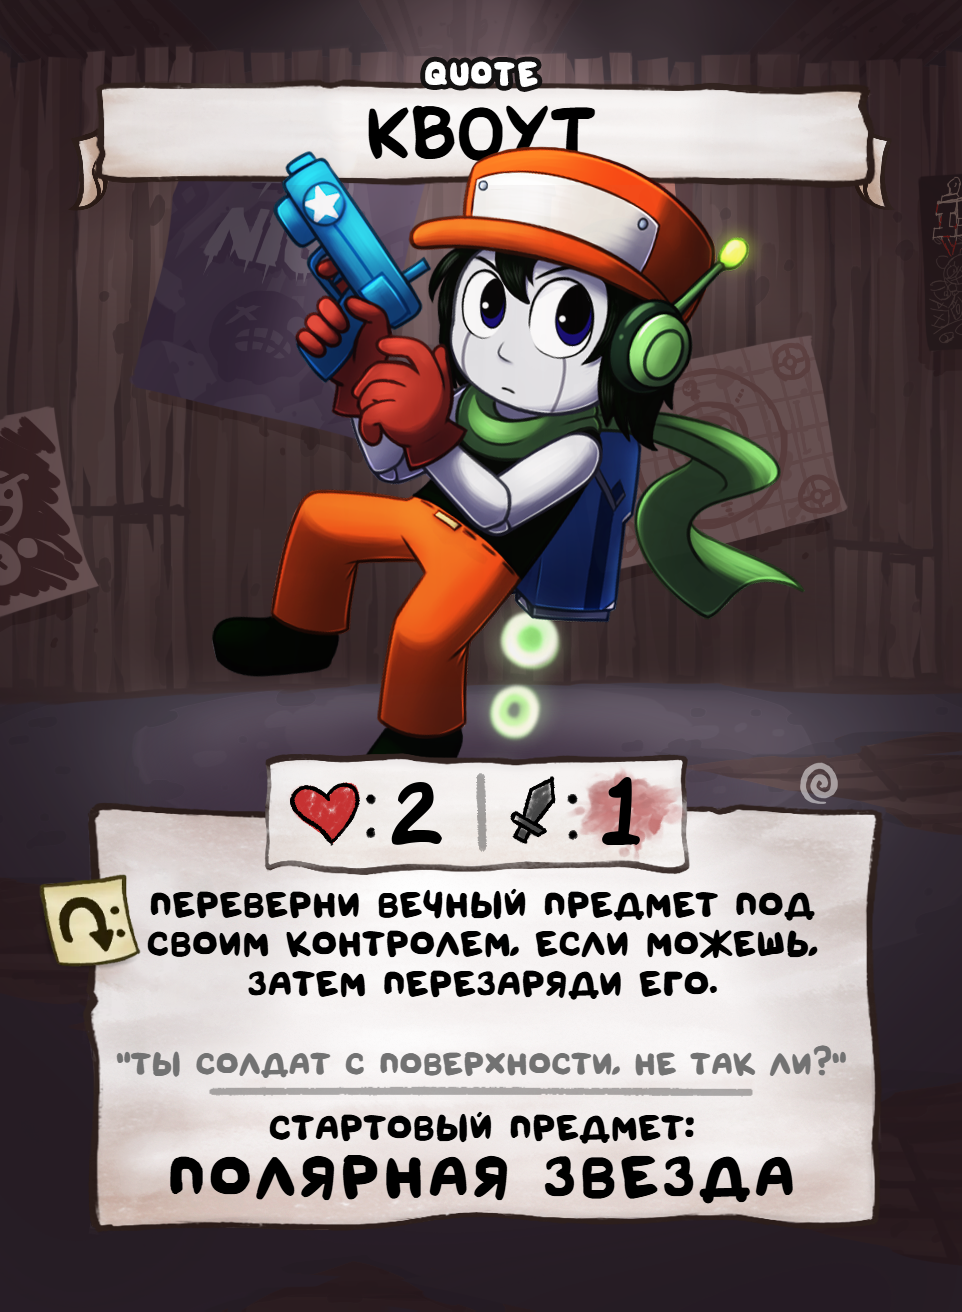 QUOTE
КВОУТ
:2 :1
ПЕРЕВЕРНИ ВЕЧНЫЙ ПРЕДМЕТ ПОД
СВОИМ КОНТРОЛЕМ, ЕСЛИ МОЖЕШЬ,
ЗАТЕМ ПЕРЕЗАРЯДИ ЕГО.
"ТЫ СОЛДАТ С ПОВЕРХНОСТИ, НЕ ТАК ЛИ?"
СТАРТОВЫЙ ПРЕДМЕТ:
ПОЛЯРНАЯ ЗВЕЗДА